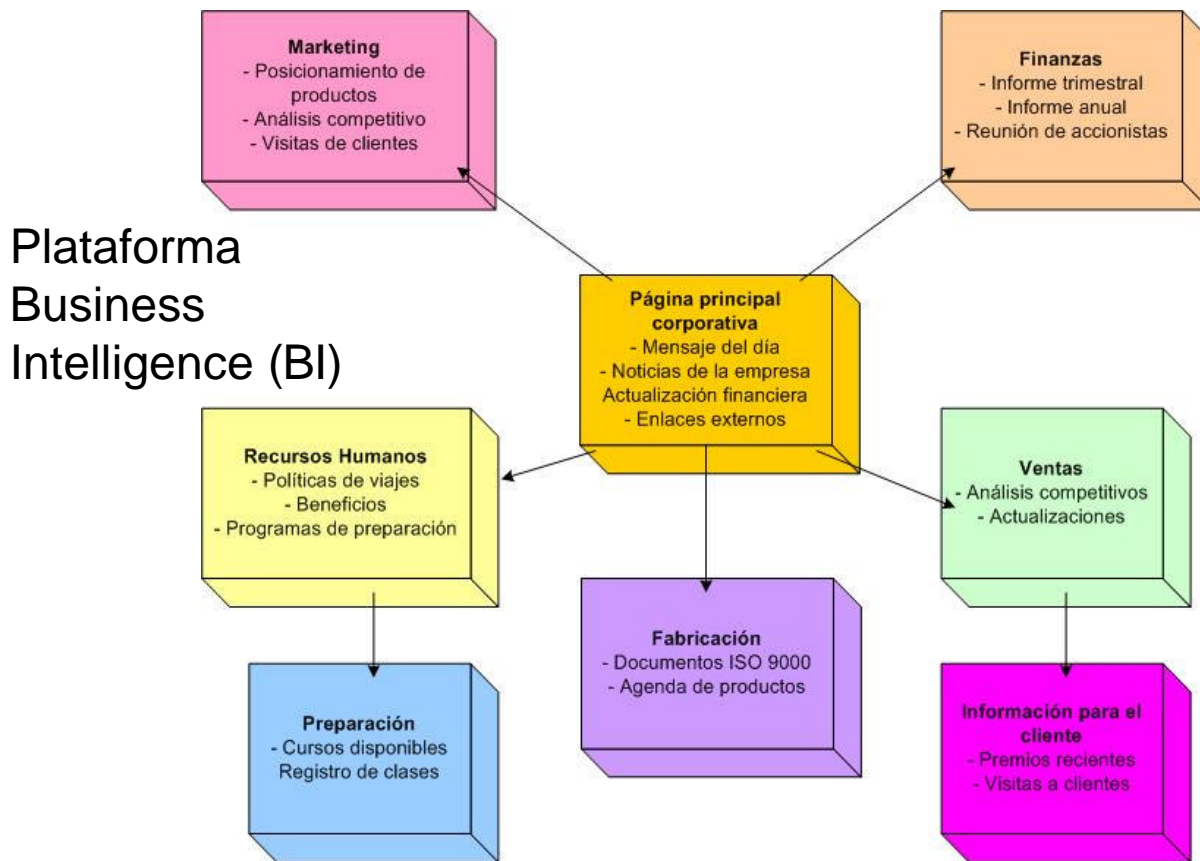 Marketing
- Posicionamiento de
productos
- Análisis competitivo
- Visitas de clientes
Finanzas
- Informe trimestral
- Informe anual
- Reunión de accionistas
Plataforma
Business
Intelligence (BI)
Página principal
corporativa
- Mensaje del día
- Noticias de la empresa
Actualización financiera
- Enlaces externos
Recursos Humanos
- Políticas de viajes
- Beneficios
- Programas de preparación
Ventas
- Análisis competitivos
- Actualizaciones
Preparación
- Cursos disponibles
Registro de clases
Fabricación
- Documentos ISO 9000
- Agenda de productos
Información para el
cliente
- Premios recientes
- Visitas a clientes